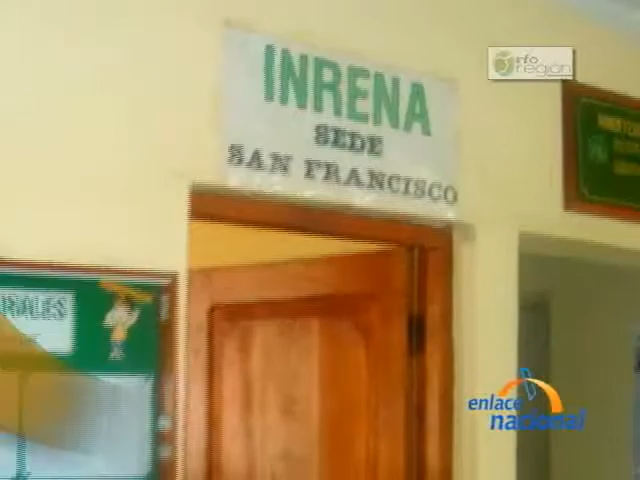 INRENA
SEDE
SAN FRANCISCO
info
región
enlace
nacional